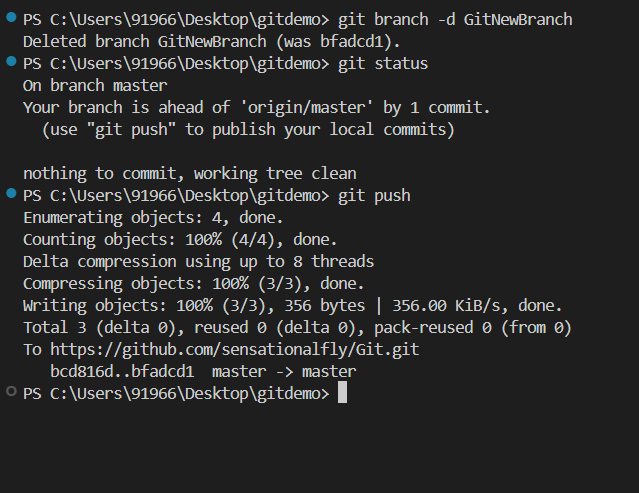 PS C:\Users\91966\Desktop\gitdemo> git branch -d GitNewBranch
Deleted branch GitNewBranch (was bfadcd1).
PS C:\Users\91966\Desktop\gitdemo> git status
On branch master
Your branch is ahead of 'origin/master' by 1 commit.
  (use "git push" to publish your local commits)

nothing to commit, working tree clean
PS C:\Users\91966\Desktop\gitdemo> git push
Enumerating objects: 4, done.
Counting objects: 100% (4/4), done.
Delta compression using up to 8 threads
Compressing objects: 100% (3/3), done.
Writing objects: 100% (3/3), 356 bytes | 356.00 KiB/s, done.
Total 3 (delta 0), reused 0 (delta 0), pack-reused 0 (from 0)
To https://github.com/sensationalfly/Git.git
   bcd816d..bfadcd1  master -> master
PS C:\Users\91966\Desktop\gitdemo>